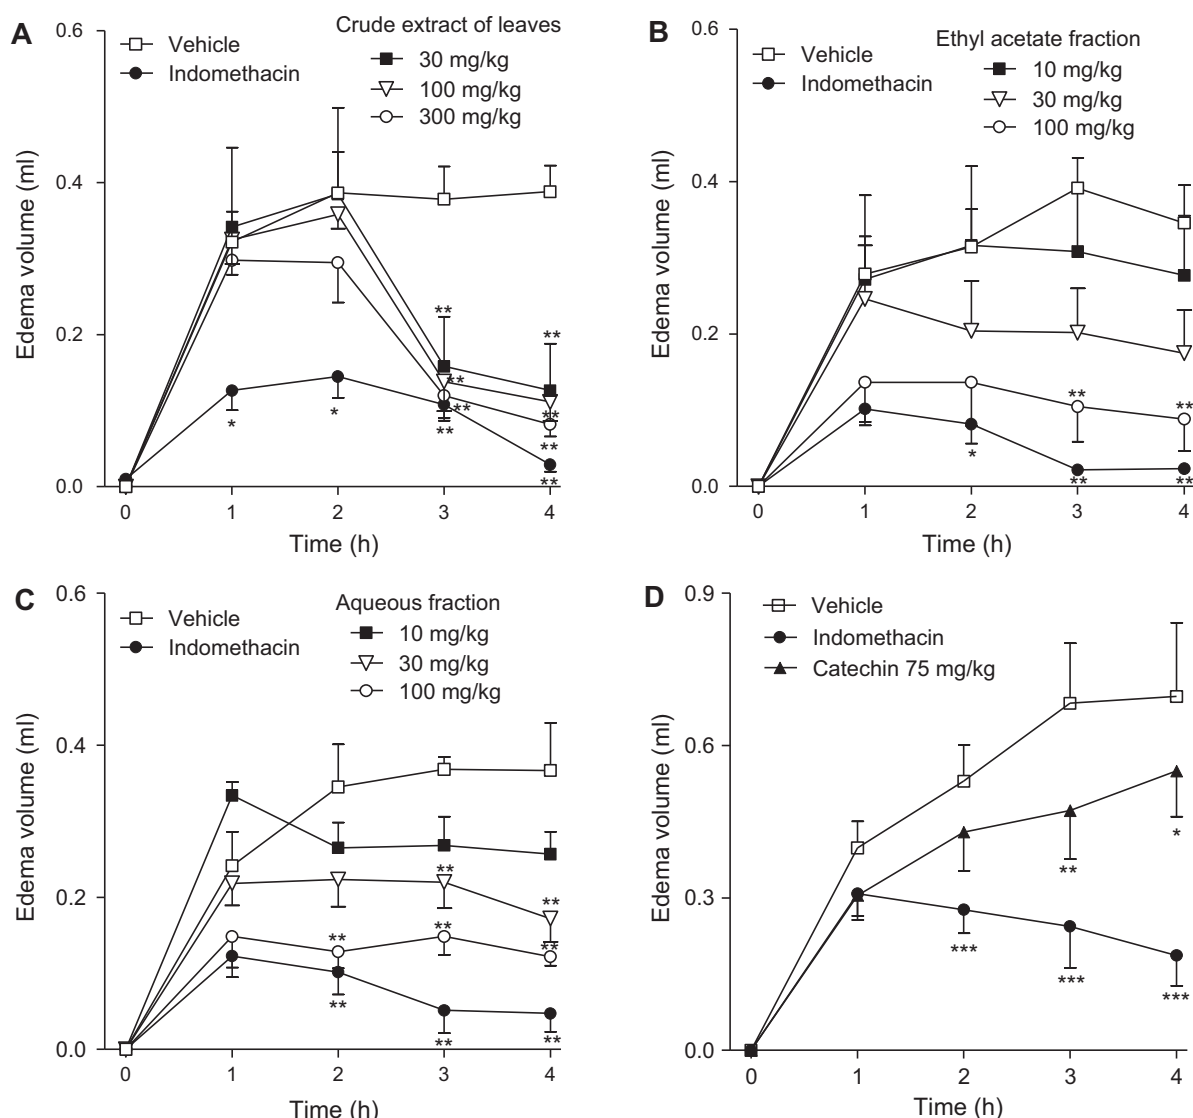 A
0.6
Vehicle
Indomethacin
Crude extract of leaves
30 mg/kg
100 mg/kg
300 mg/kg
0.4
Edema volume (ml)
0.2
** **
** **
** ** **
* * **
0.0
0 1 2 3 4
Time (h)
B
0.6
Vehicle
Indomethacin
Ethyl acetate fraction
10 mg/kg
30 mg/kg
100 mg/kg
0.4
Edema volume (ml)
0.2
** **
*
** **
0.0
0 1 2 3 4
Time (h)
C
0.6
Vehicle
Indomethacin
Aqueous fraction
10 mg/kg
30 mg/kg
100 mg/kg
0.4
Edema volume (ml)
0.2
** **
** ** **
** ** **
0.0
0 1 2 3 4
Time (h)
D
0.9
Vehicle
Indomethacin
Catechin 75 mg/kg
0.6
Edema volume (ml)
0.3
** *
*** *** ***
0.0
0 1 2 3 4
Time (h)